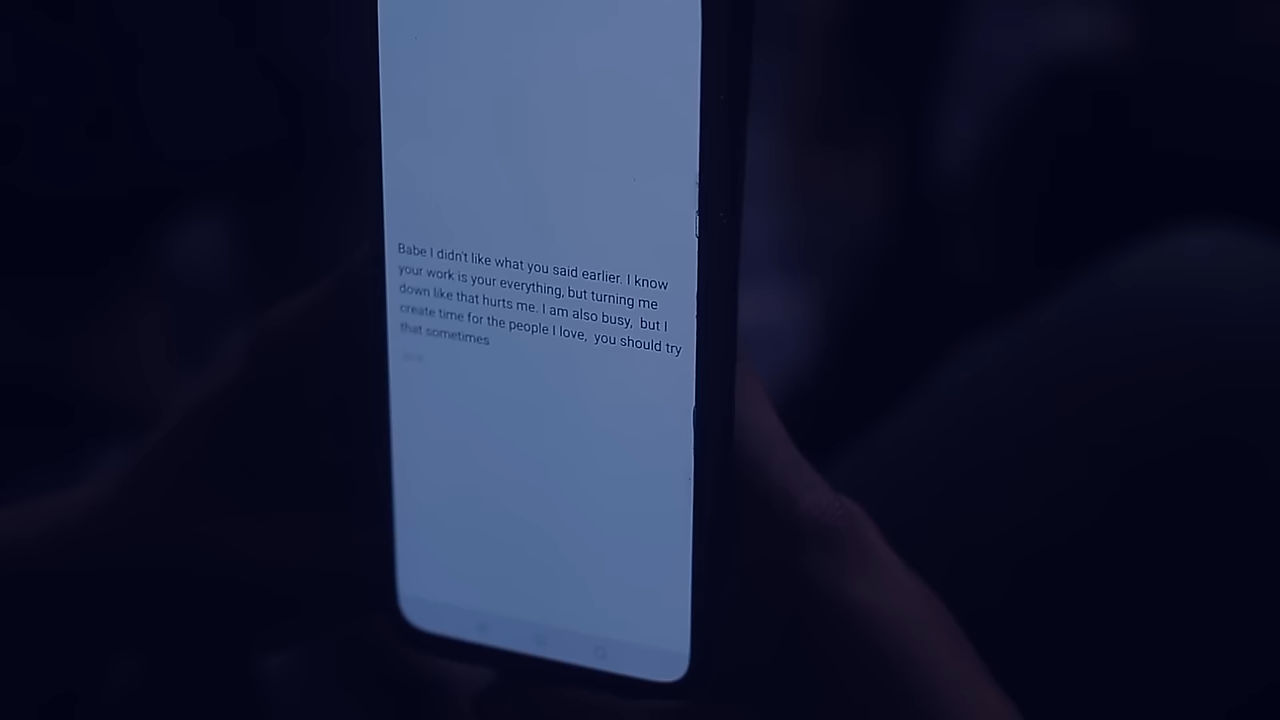 Babe I didn't like what you said earlier. I know
your work is your everything, but turning me
down like that hurts me. I am also busy,  but I
create time for the people I love,  you should try
that sometimes